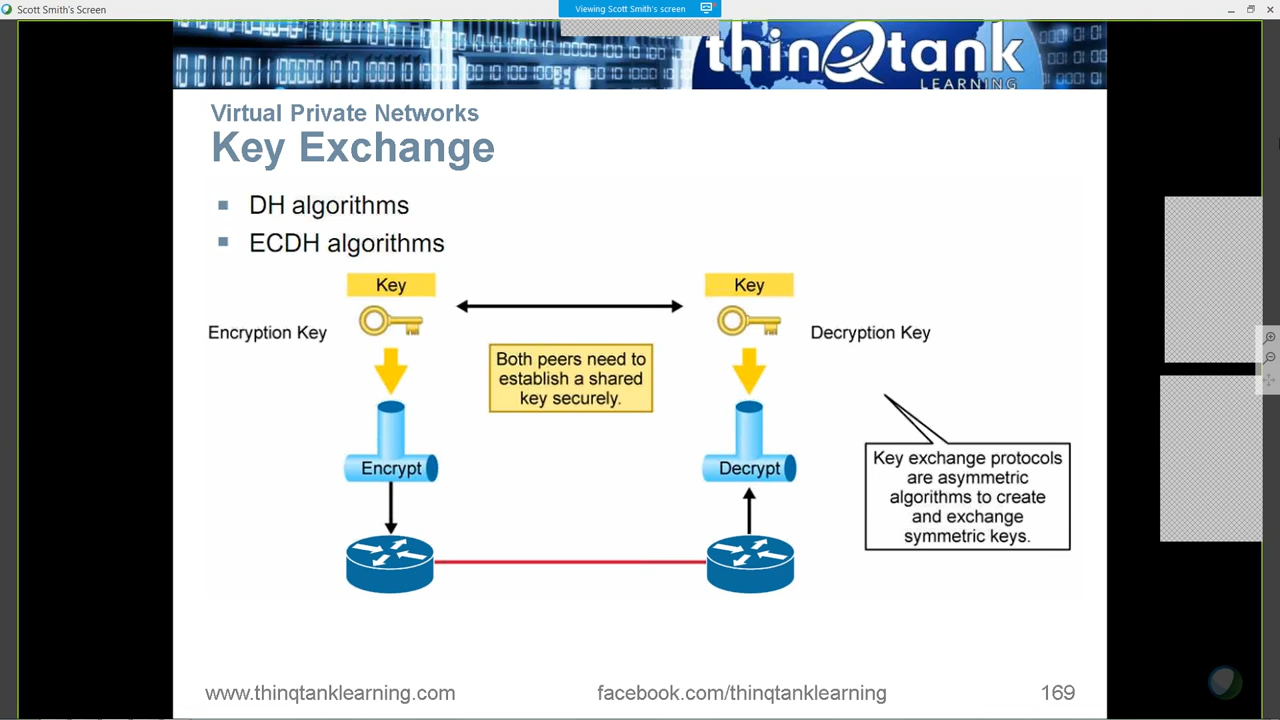 Scott Smith's Screen
Viewing Scott Smith's screen
thinQtank
LEARNING
Virtual Private Networks
Key Exchange
DH algorithms
ECDH algorithms
Key
Key
Encryption Key
Decryption Key
Both peers need to
establish a shared
key securely.
Encrypt
Decrypt
Key exchange protocols
are asymmetric
algorithms to create
and exchange
symmetric keys.
www.thinqtanklearning.com
facebook.com/thinqtanklearning
169